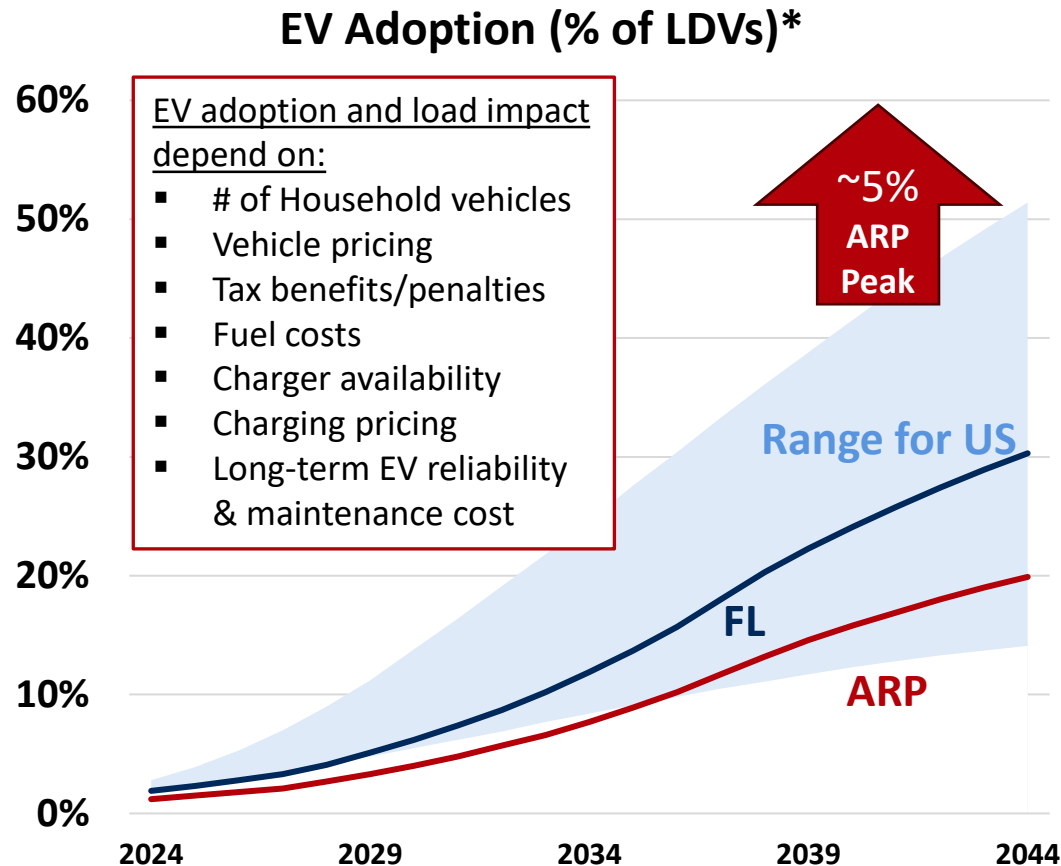 EV Adoption (% of LDVs)*
60%
50%
40%
30%
20%
10%
0%
EV adoption and load impact
depend on:
▪ # of Household vehicles
▪ Vehicle pricing
▪ Tax benefits/penalties
▪ Fuel costs
▪ Charger availability
▪ Charging pricing
▪ Long-term EV reliability
& maintenance cost
~5%
ARP
Peak
Range for US
FL
ARP
2024 2029 2034 2039 2044